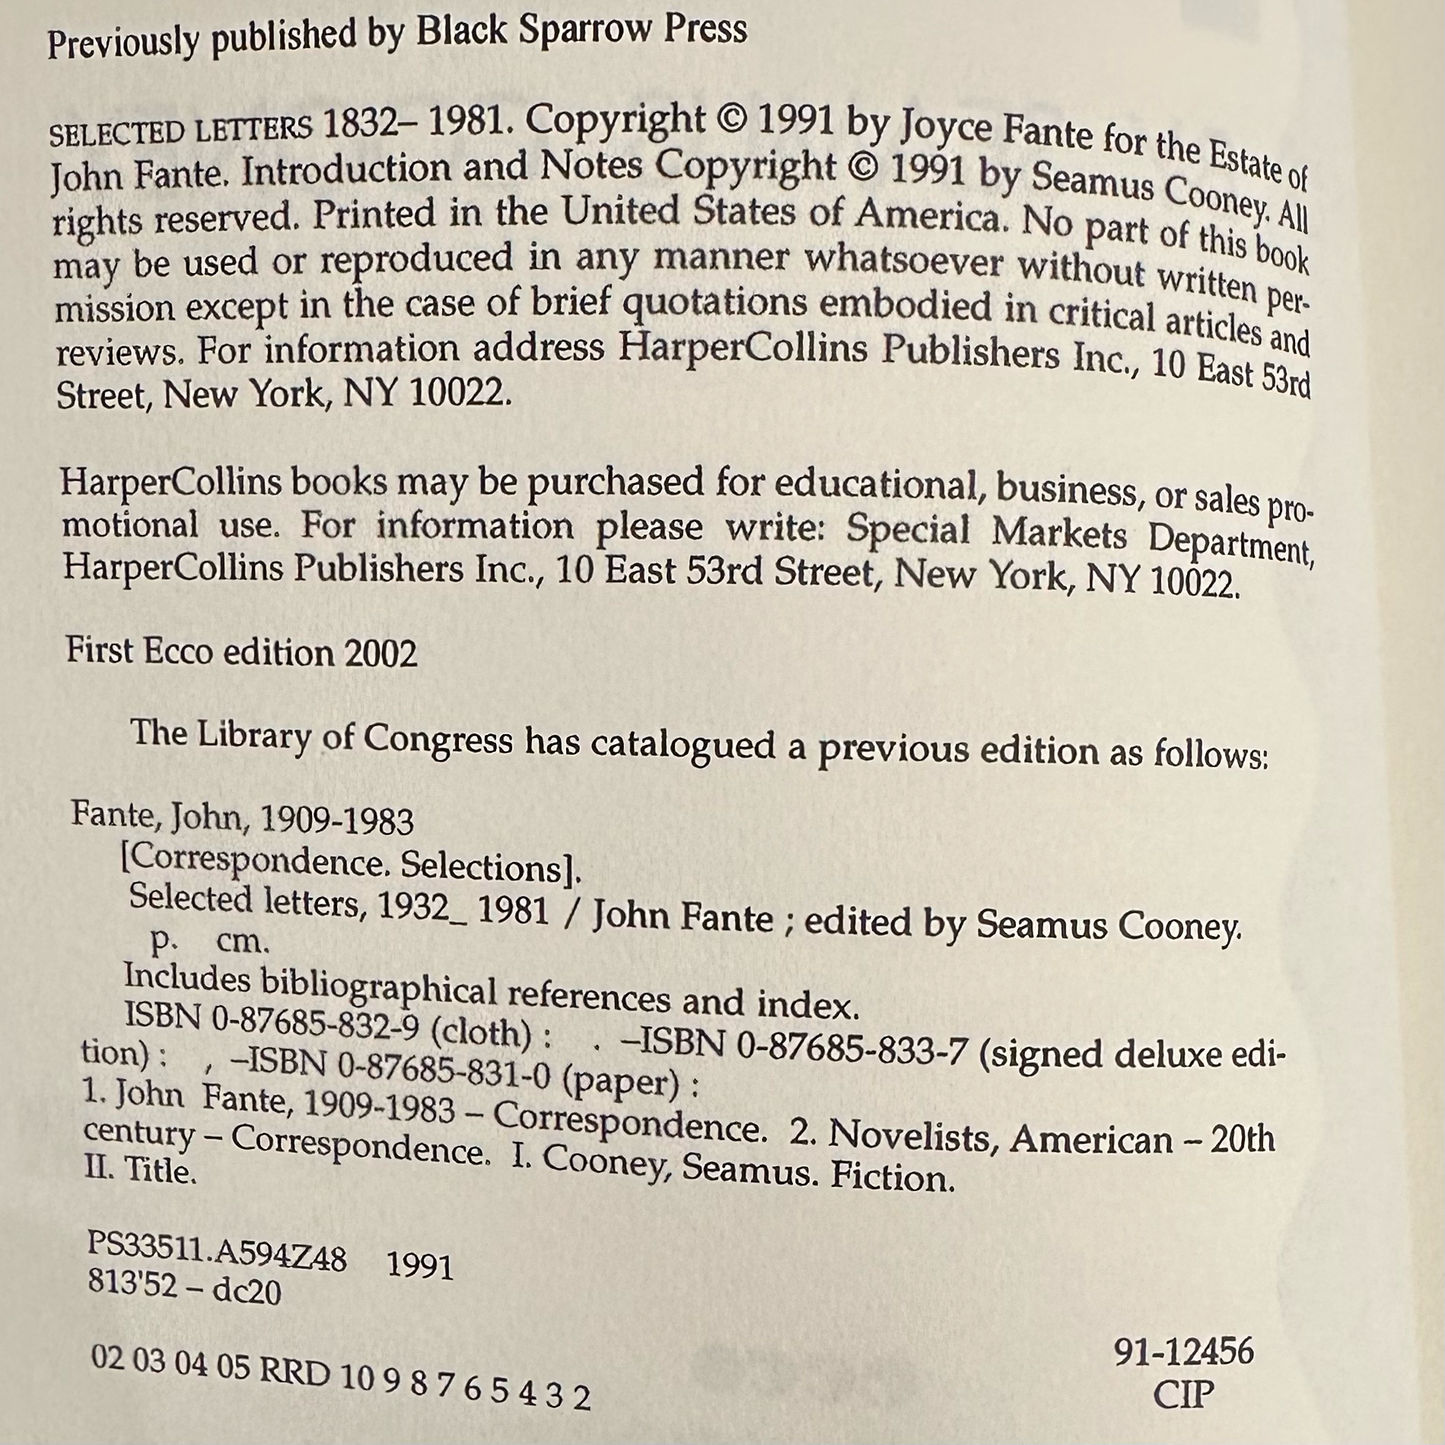 Previously published by Black Sparrow Press
SELECTED LETTERS 1832– 1981. Copyright © 1991 by Joyce Fante for the Estate of
John Fante. Introduction and Notes Copyright © 1991 by Seamus Cooney. All
rights reserved. Printed in the United States of America. No part of this book
may be used or reproduced in any manner whatsoever without written per-
mission except in the case of brief quotations embodied in critical articles and
reviews. For information address HarperCollins Publishers Inc., 10 East 53rd
Street, New York, NY 10022.
HarperCollins books may be purchased for educational, business, or sales pro-
motional use. For information please write: Special Markets Department,
HarperCollins Publishers Inc., 10 East 53rd Street, New York, NY 10022.
First Ecco edition 2002
The Library of Congress has catalogued a previous edition as follows:
Fante, John, 1909-1983
[Correspondence. Selections].
Selected letters, 1932_ 1981 / John Fante ; edited by Seamus Cooney.
p. cm.
Includes bibliographical references and index.
ISBN 0-87685-832-9 (cloth) : . –ISBN 0-87685-833-7 (signed deluxe edi-
tion) : , –ISBN 0-87685-831-0 (paper) :
1. John Fante, 1909-1983 – Correspondence. 2. Novelists, American – 20th
century – Correspondence. I. Cooney, Seamus. Fiction.
II. Title.
PS33511.A594Z48 1991
813'52 – dc20
91-12456
CIP
02 03 04 05 RRD 10 9 8 7 6 5 4 3 2